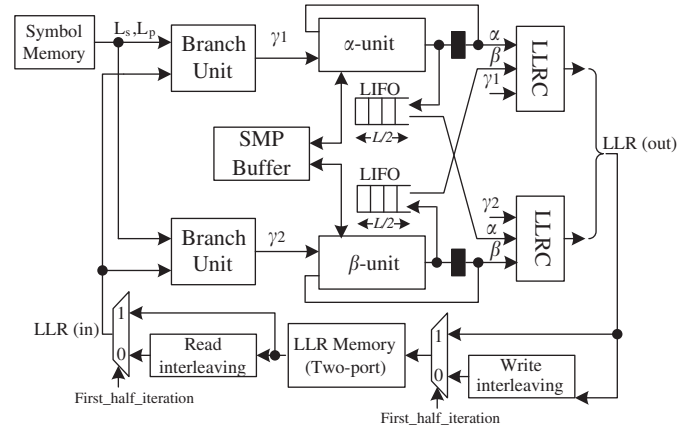 Symbol
Memory
Lₛ,Lₚ
Branch
Unit
γ1
α-unit
α
β
γ1
LLRC
LIFO
L/2
SMP
Buffer
LIFO
L/2
LLR (out)
Branch
Unit
γ2
β-unit
γ2
α
β
LLRC
LLR (in)
1
0
Read
interleaving
LLR Memory
(Two-port)
1
0
Write
interleaving
First_half_iteration
First_half_iteration